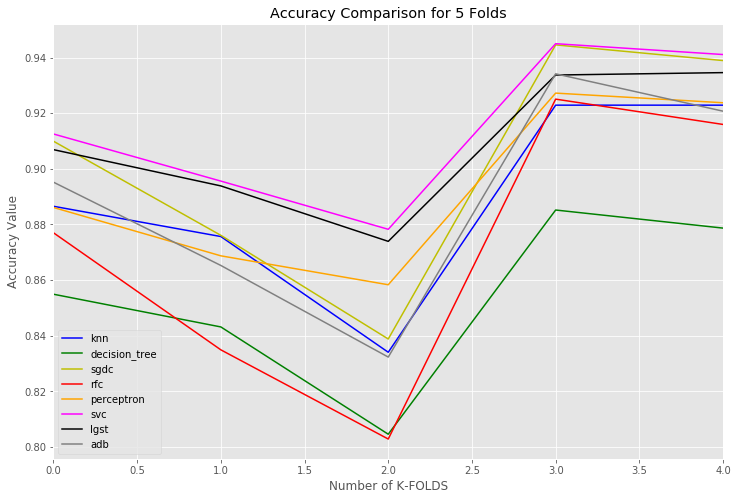 Accuracy Comparison for 5 Folds
Accuracy Value
0.94
0.92
0.90
0.88
0.86
0.84
0.82
0.80
knn
decision_tree
sgdc
rfc
perceptron
svc
lgst
adb
0.0 0.5 1.0 1.5 2.0 2.5 3.0 3.5 4.0
Number of K-FOLDS